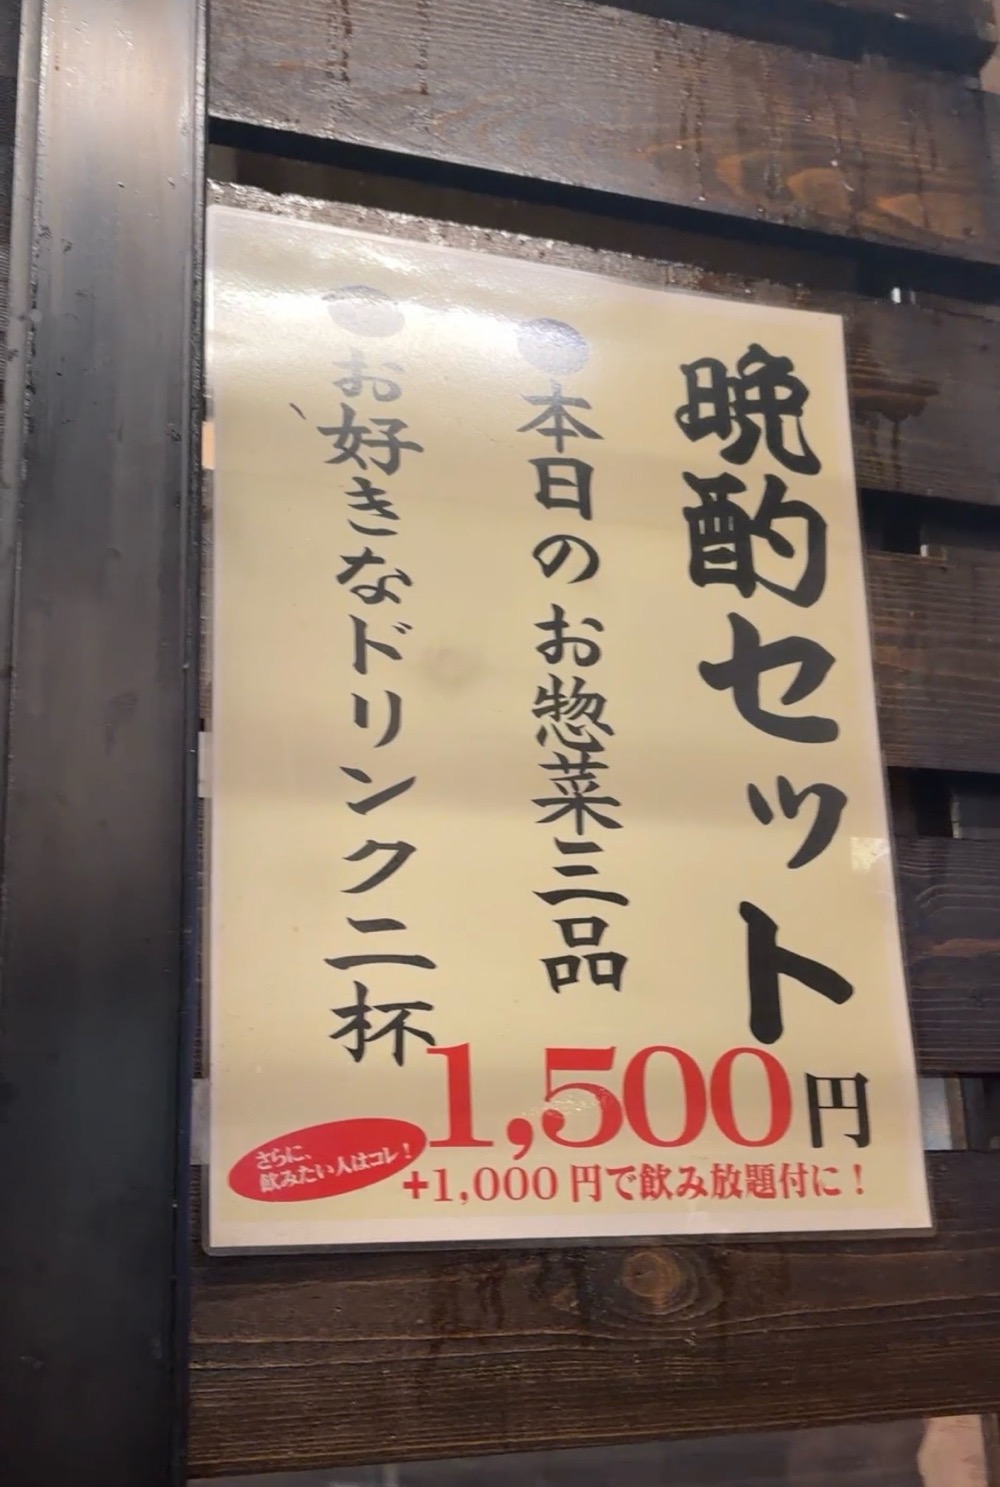 晩酌セット
●本日のお惣菜三品
●お好きなドリンク二杯
1,500円
さらに、
飲みたい人はコレ！
+1,000円で飲み放題付に！